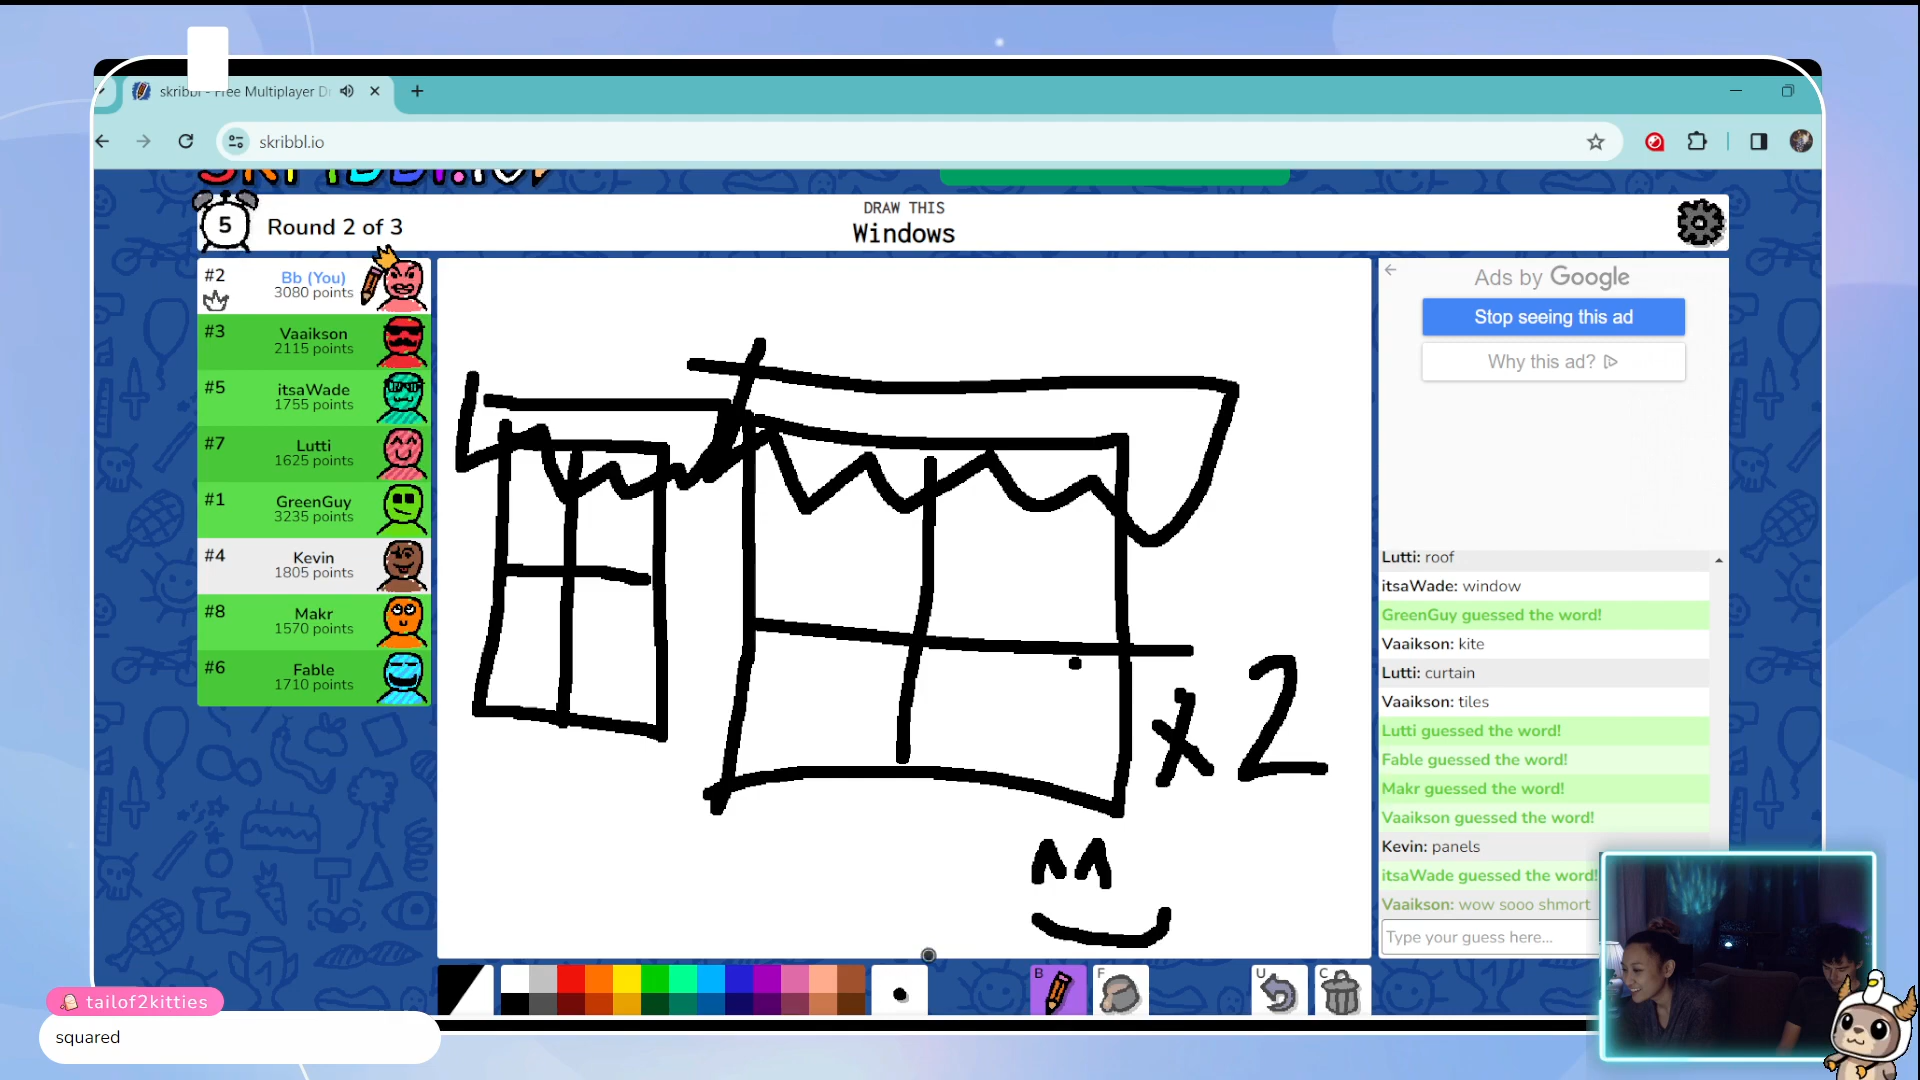 skribbl - Free Multiplayer Dr
skribbl.io
5
Round 2 of 3
DRAW THIS
Windows
#2
Bb (You)
3080 points
#3
Vaaikson
2115 points
#5
itsaWade
1755 points
#7
Lutti
1625 points
#1
GreenGuy
3235 points
#4
Kevin
1805 points
#8
Makr
1570 points
#6
Fable
1710 points
x2
Ads by Google
Stop seeing this ad
Why this ad?
Lutti: roof
itsaWade: window
GreenGuy guessed the word!
Vaaikson: kite
Lutti: curtain
Vaaikson: tiles
Lutti guessed the word!
Fable guessed the word!
Makr guessed the word!
Vaaikson guessed the word!
Kevin: panels
itsaWade guessed the word!
Vaaikson: wow sooo shmort
Type your guess here...
B
F
U
C
tailof2kitties
squared